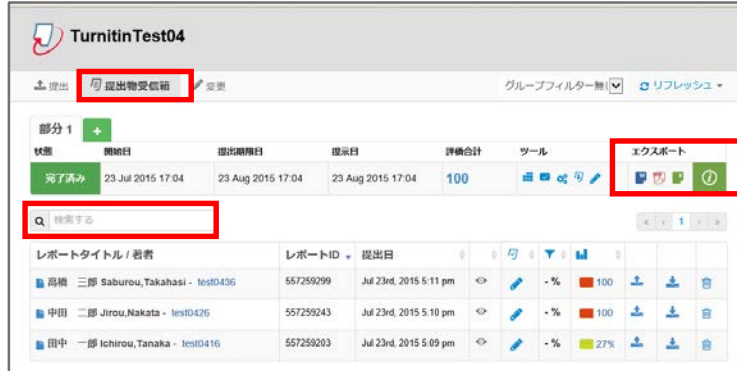 TurnitinTest04
提出 提出物受信箱 変更 グループフィルター無し リフレッシュ
部分 1 +
状態 開始日 提出期限日 提示日 評価合計 ツール エクスポート
完了済み 23 Jul 2015 17:04 23 Aug 2015 17:04 23 Aug 2015 17:04 100
検索する « ‹ 1 › »
レポートタイトル / 著者 レポートID 提出日
高橋 三郎 Saburou,Takahasi - test0436 557259299 Jul 23rd, 2015 5:11 pm - % 100
中田 二郎 Jirou,Nakata - test0426 557259243 Jul 23rd, 2015 5:10 pm - % 100
田中 一郎 Ichirou,Tanaka - test0416 557259203 Jul 23rd, 2015 5:09 pm - % 27%